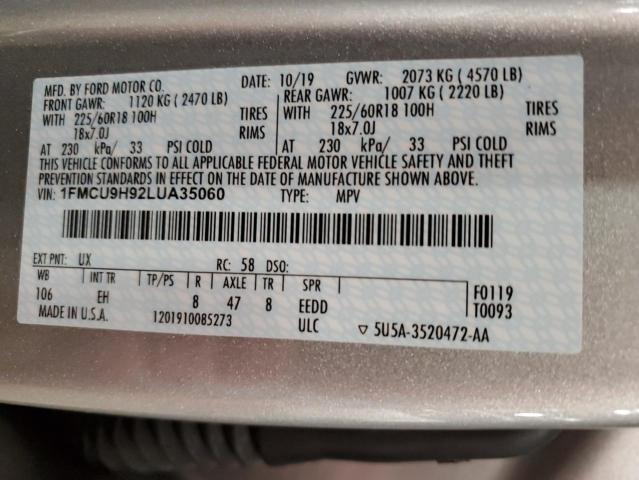 MFD. BY FORD MOTOR CO. DATE: 10/19 GVWR: 2073 KG ( 4570 LB)
FRONT GAWR: 1120 KG ( 2470 LB) REAR GAWR: 1007 KG ( 2220 LB)
WITH 225/60R18 100H TIRES WITH 225/60R18 100H TIRES
18x7.0J RIMS 18x7.0J RIMS
AT 230 kPa/ 33 PSI COLD AT 230 kPa/ 33 PSI COLD
THIS VEHICLE CONFORMS TO ALL APPLICABLE FEDERAL MOTOR VEHICLE SAFETY AND THEFT
PREVENTION STANDARDS IN EFFECT ON THE DATE OF MANUFACTURE SHOWN ABOVE.
VIN: 1FMCU9H92LUA35060 TYPE: MPV
EXT PNT: UX RC: 58 DSO:
WB INT TR TP/PS R AXLE TR SPR F0119
106 EH 8 47 8 EEDD T0093
MADE IN U.S.A. 1201910085273 ULC ▽ 5U5A-3520472-AA